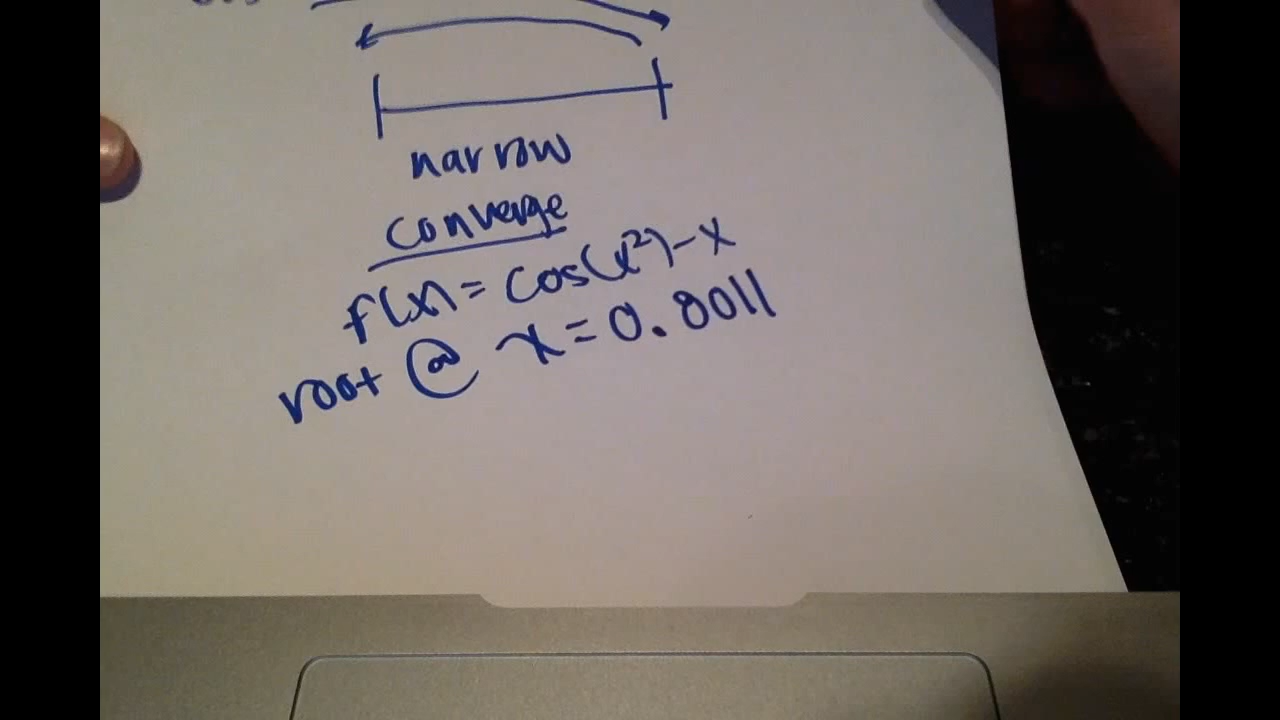 narrow
converge
f(x) = cos(x²) - x
root @ x = 0.8011